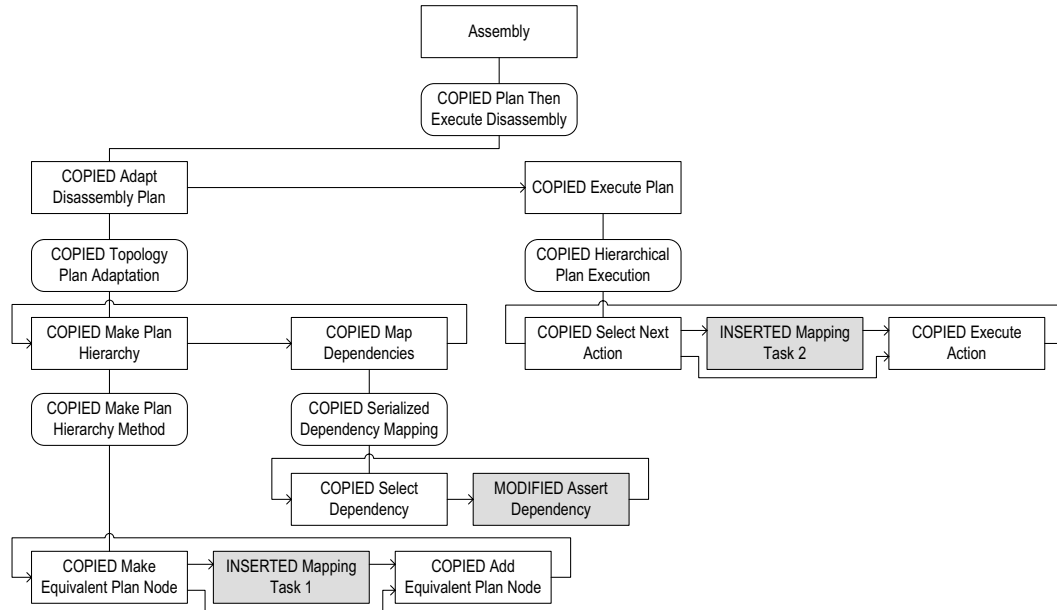 Assembly
COPIED Plan Then
Execute Disassembly
COPIED Adapt
Disassembly Plan
COPIED Execute Plan
COPIED Topology
Plan Adaptation
COPIED Hierarchical
Plan Execution
COPIED Make Plan
Hierarchy
COPIED Map
Dependencies
COPIED Select Next
Action
INSERTED Mapping
Task 2
COPIED Execute
Action
COPIED Make Plan
Hierarchy Method
COPIED Serialized
Dependency Mapping
COPIED Select
Dependency
MODIFIED Assert
Dependency
COPIED Make
Equivalent Plan Node
INSERTED Mapping
Task 1
COPIED Add
Equivalent Plan Node